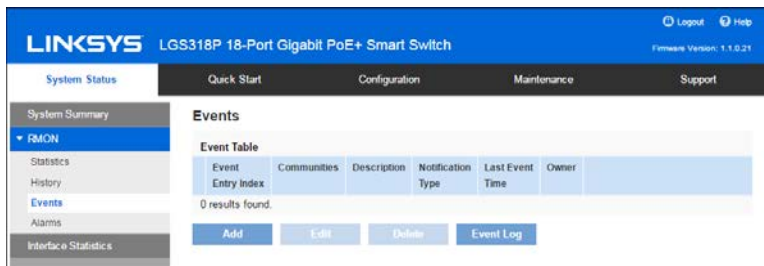 Logout Help
LINKSYS LGS318P 18-Port Gigabit PoE+ Smart Switch
Firmware Version: 1.1.0.21
System Status Quick Start Configuration Maintenance Support
System Summary
RMON
Statistics
History
Events
Alarms
Interface Statistics
Events
Event Table
Event Entry Index Communities Description Notification Type Last Event Time Owner
0 results found.
Add Edit Delete Event Log